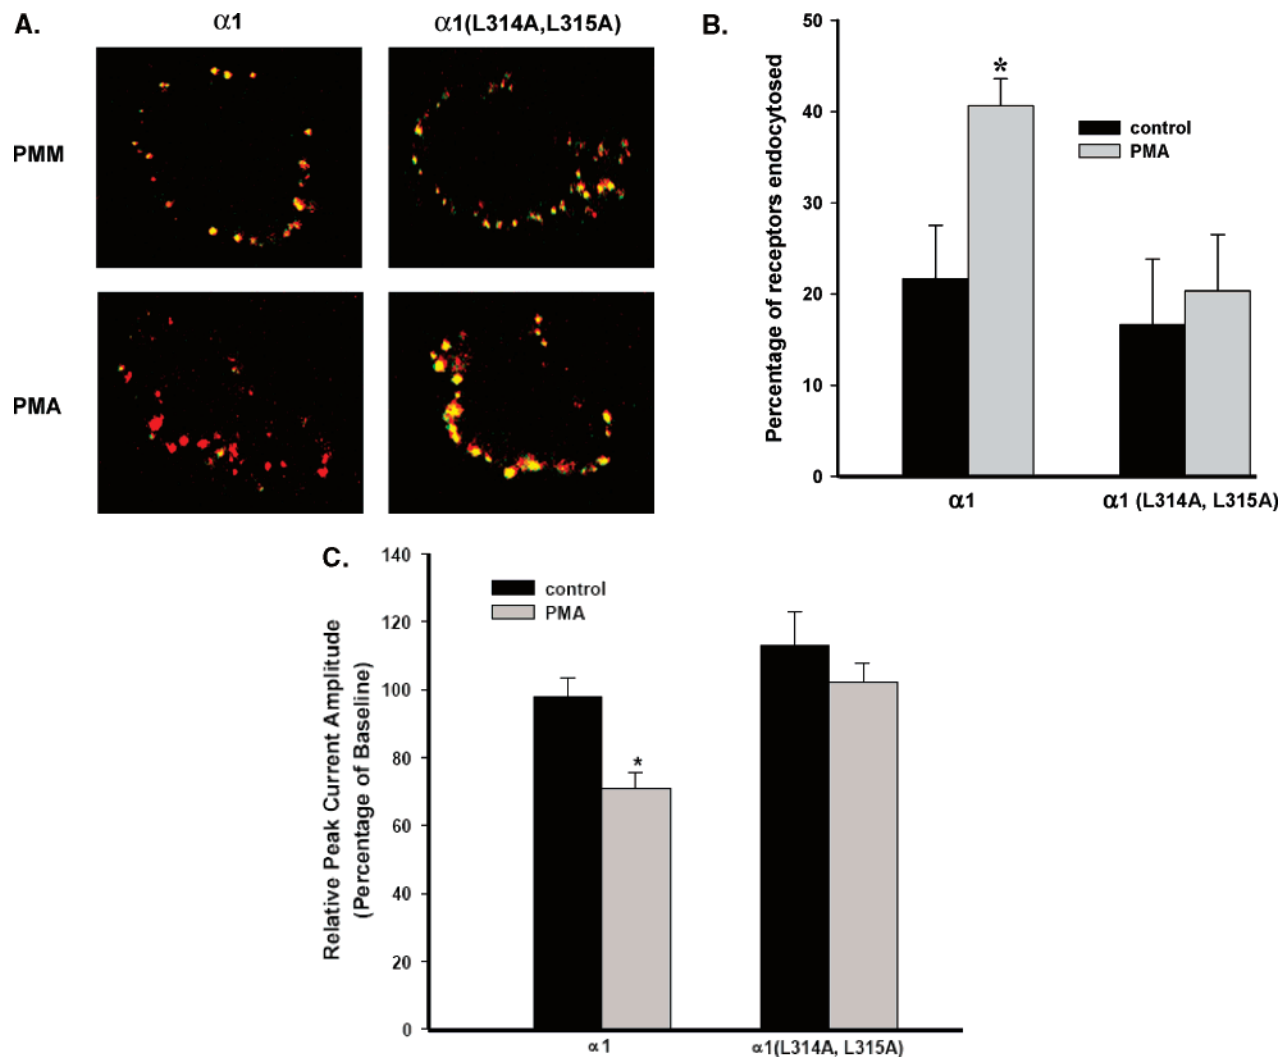 A.
α1
α1(L314A,L315A)
PMM
PMA
B.
Percentage of receptors endocytosed
50
40
30
20
10
0
*
control
PMA
α1
α1 (L314A, L315A)
C.
Relative Peak Current Amplitude
(Percentage of Baseline)
140
120
100
80
60
40
20
0
control
PMA
*
α1
α1(L314A, L315A)